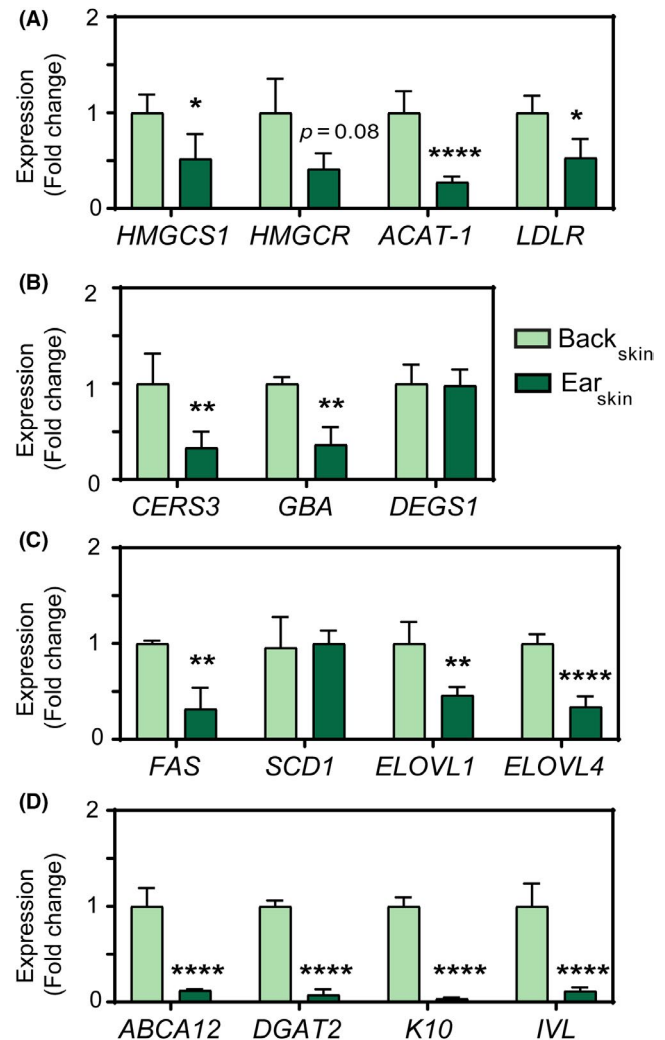 (A)
Expression
(Fold change)
2
1
0
*
p = 0.08
****
*
HMGCS1 HMGCR ACAT-1 LDLR
(B)
Expression
(Fold change)
2
1
0
**
**
CERS3 GBA DEGS1
Back skin
Ear skin
(C)
Expression
(Fold change)
2
1
0
**
**
****
FAS SCD1 ELOVL1 ELOVL4
(D)
Expression
(Fold change)
2
1
0
**** **** **** ****
ABCA12 DGAT2 K10 IVL